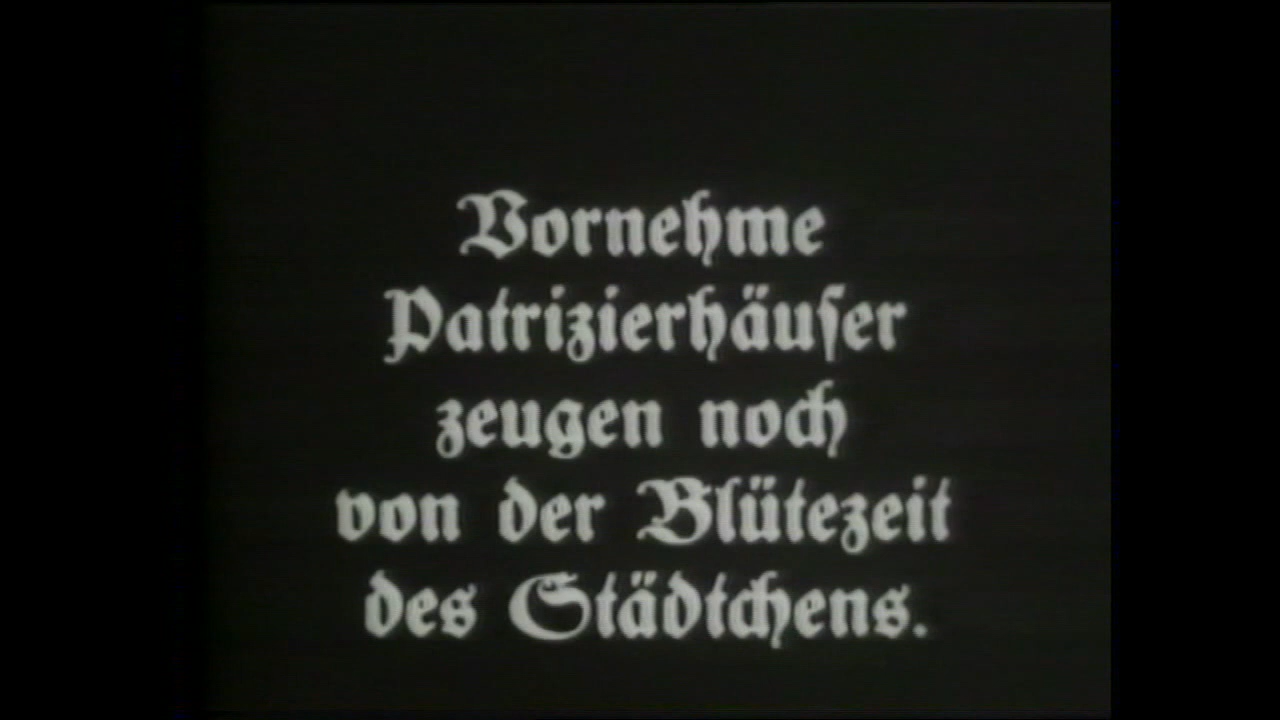 Vornehme
Patrizierhäuſer
zeugen noch
von der Blütezeit
des Städtchens.